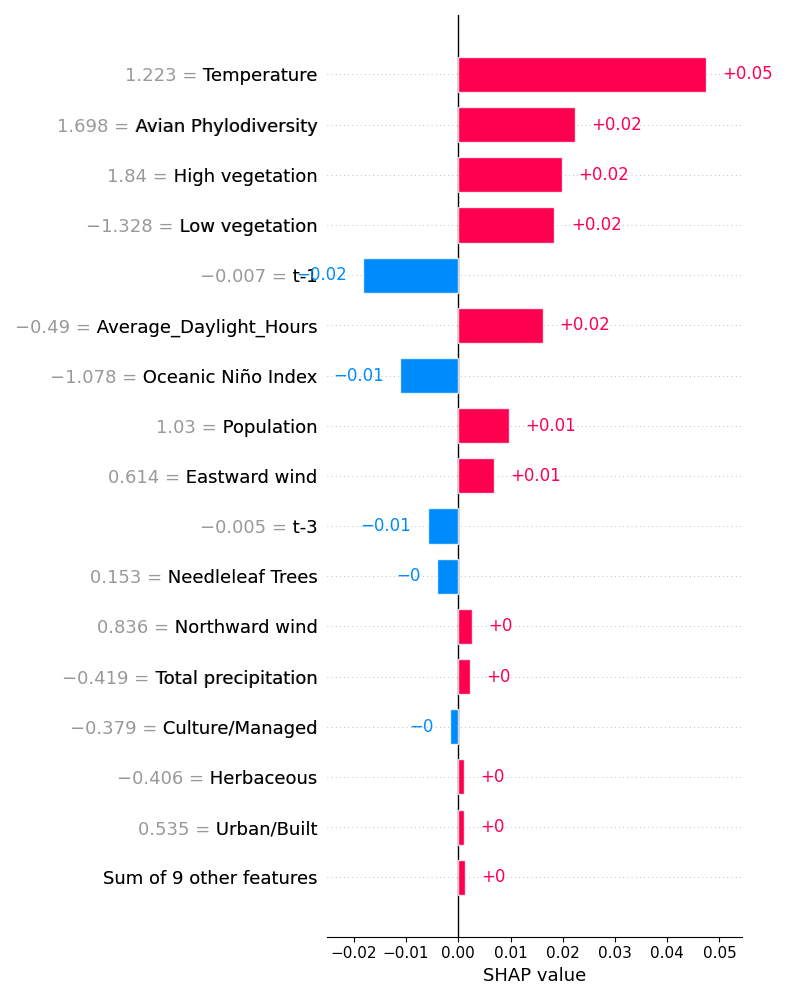 1.223 = Temperature +0.05
1.698 = Avian Phylodiversity +0.02
1.84 = High vegetation +0.02
−1.328 = Low vegetation +0.02
−0.007 = t-1 −0.02
−0.49 = Average_Daylight_Hours +0.02
−1.078 = Oceanic Niño Index −0.01
1.03 = Population +0.01
0.614 = Eastward wind +0.01
−0.005 = t-3 −0.01
0.153 = Needleleaf Trees −0
0.836 = Northward wind +0
−0.419 = Total precipitation +0
−0.379 = Culture/Managed −0
−0.406 = Herbaceous +0
0.535 = Urban/Built +0
Sum of 9 other features +0
−0.02 −0.01 0.00 0.01 0.02 0.03 0.04 0.05
SHAP value